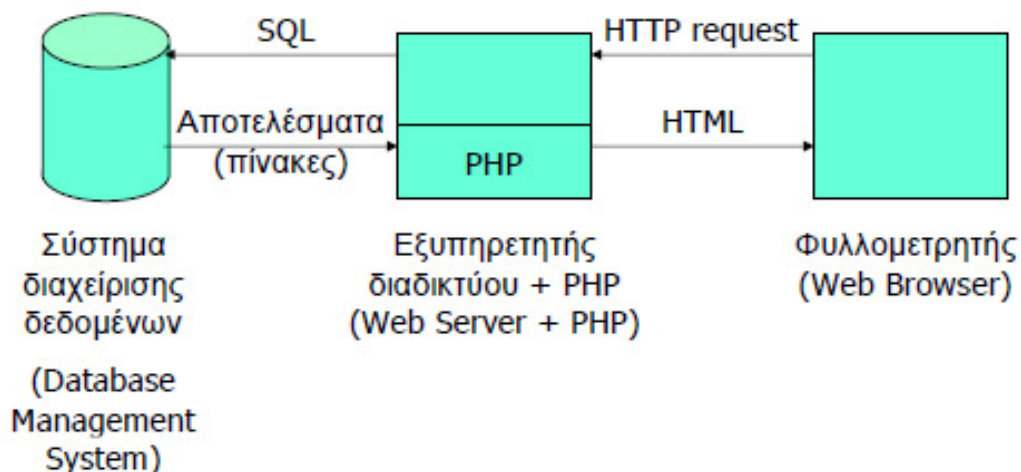 SQL
HTTP request
Αποτελέσματα
(πίνακες)
HTML
PHP
Σύστημα
διαχείρισης
δεδομένων
(Database
Management
System)
Εξυπηρετητής
διαδικτύου + PHP
(Web Server + PHP)
Φυλλομετρητής
(Web Browser)